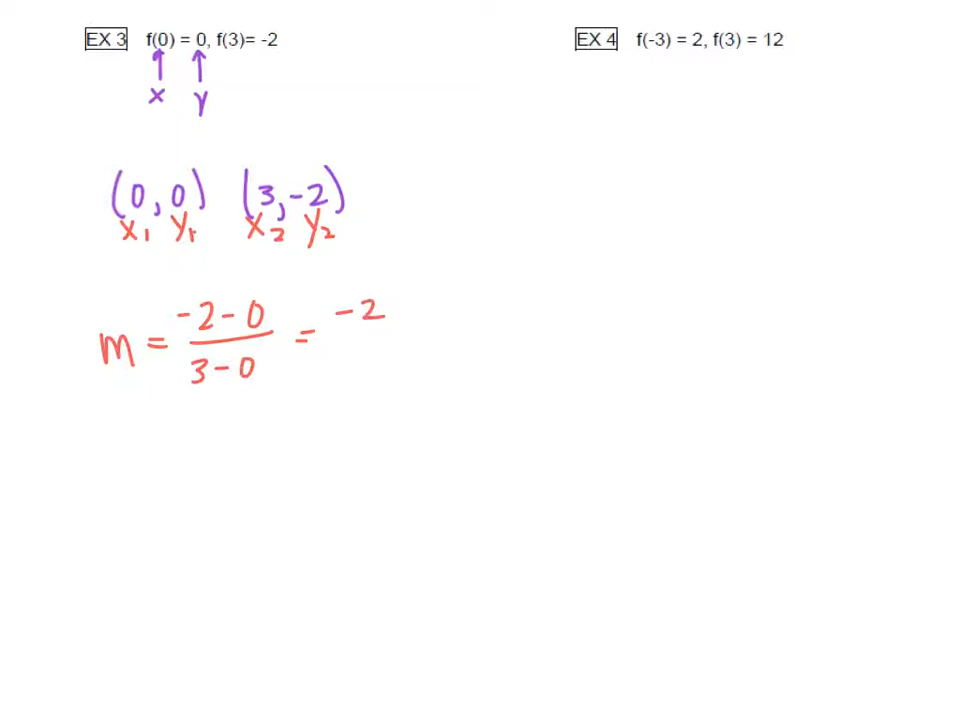 EX 3 f(0) = 0, f(3)= -2
x y
(0, 0) (3, -2)
x₁ y₁ x₂ y₂
m = -2-0 / 3-0 = -2
EX 4 f(-3) = 2, f(3) = 12